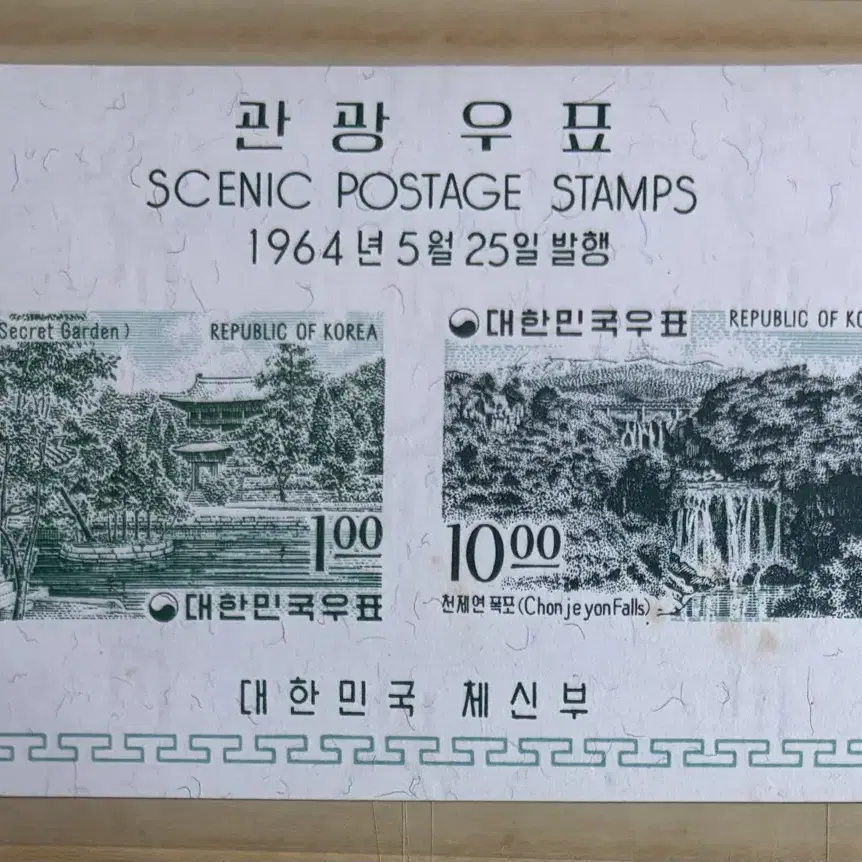 관광우표
SCENIC POSTAGE STAMPS
1964년 5월 25일 발행
Secret Garden)
REPUBLIC OF KOREA
1 00
대한민국우표
대한민국우표
REPUBLIC OF KO
10 00
천제연 폭포(Chonjeyon Falls)
대한민국 체신부